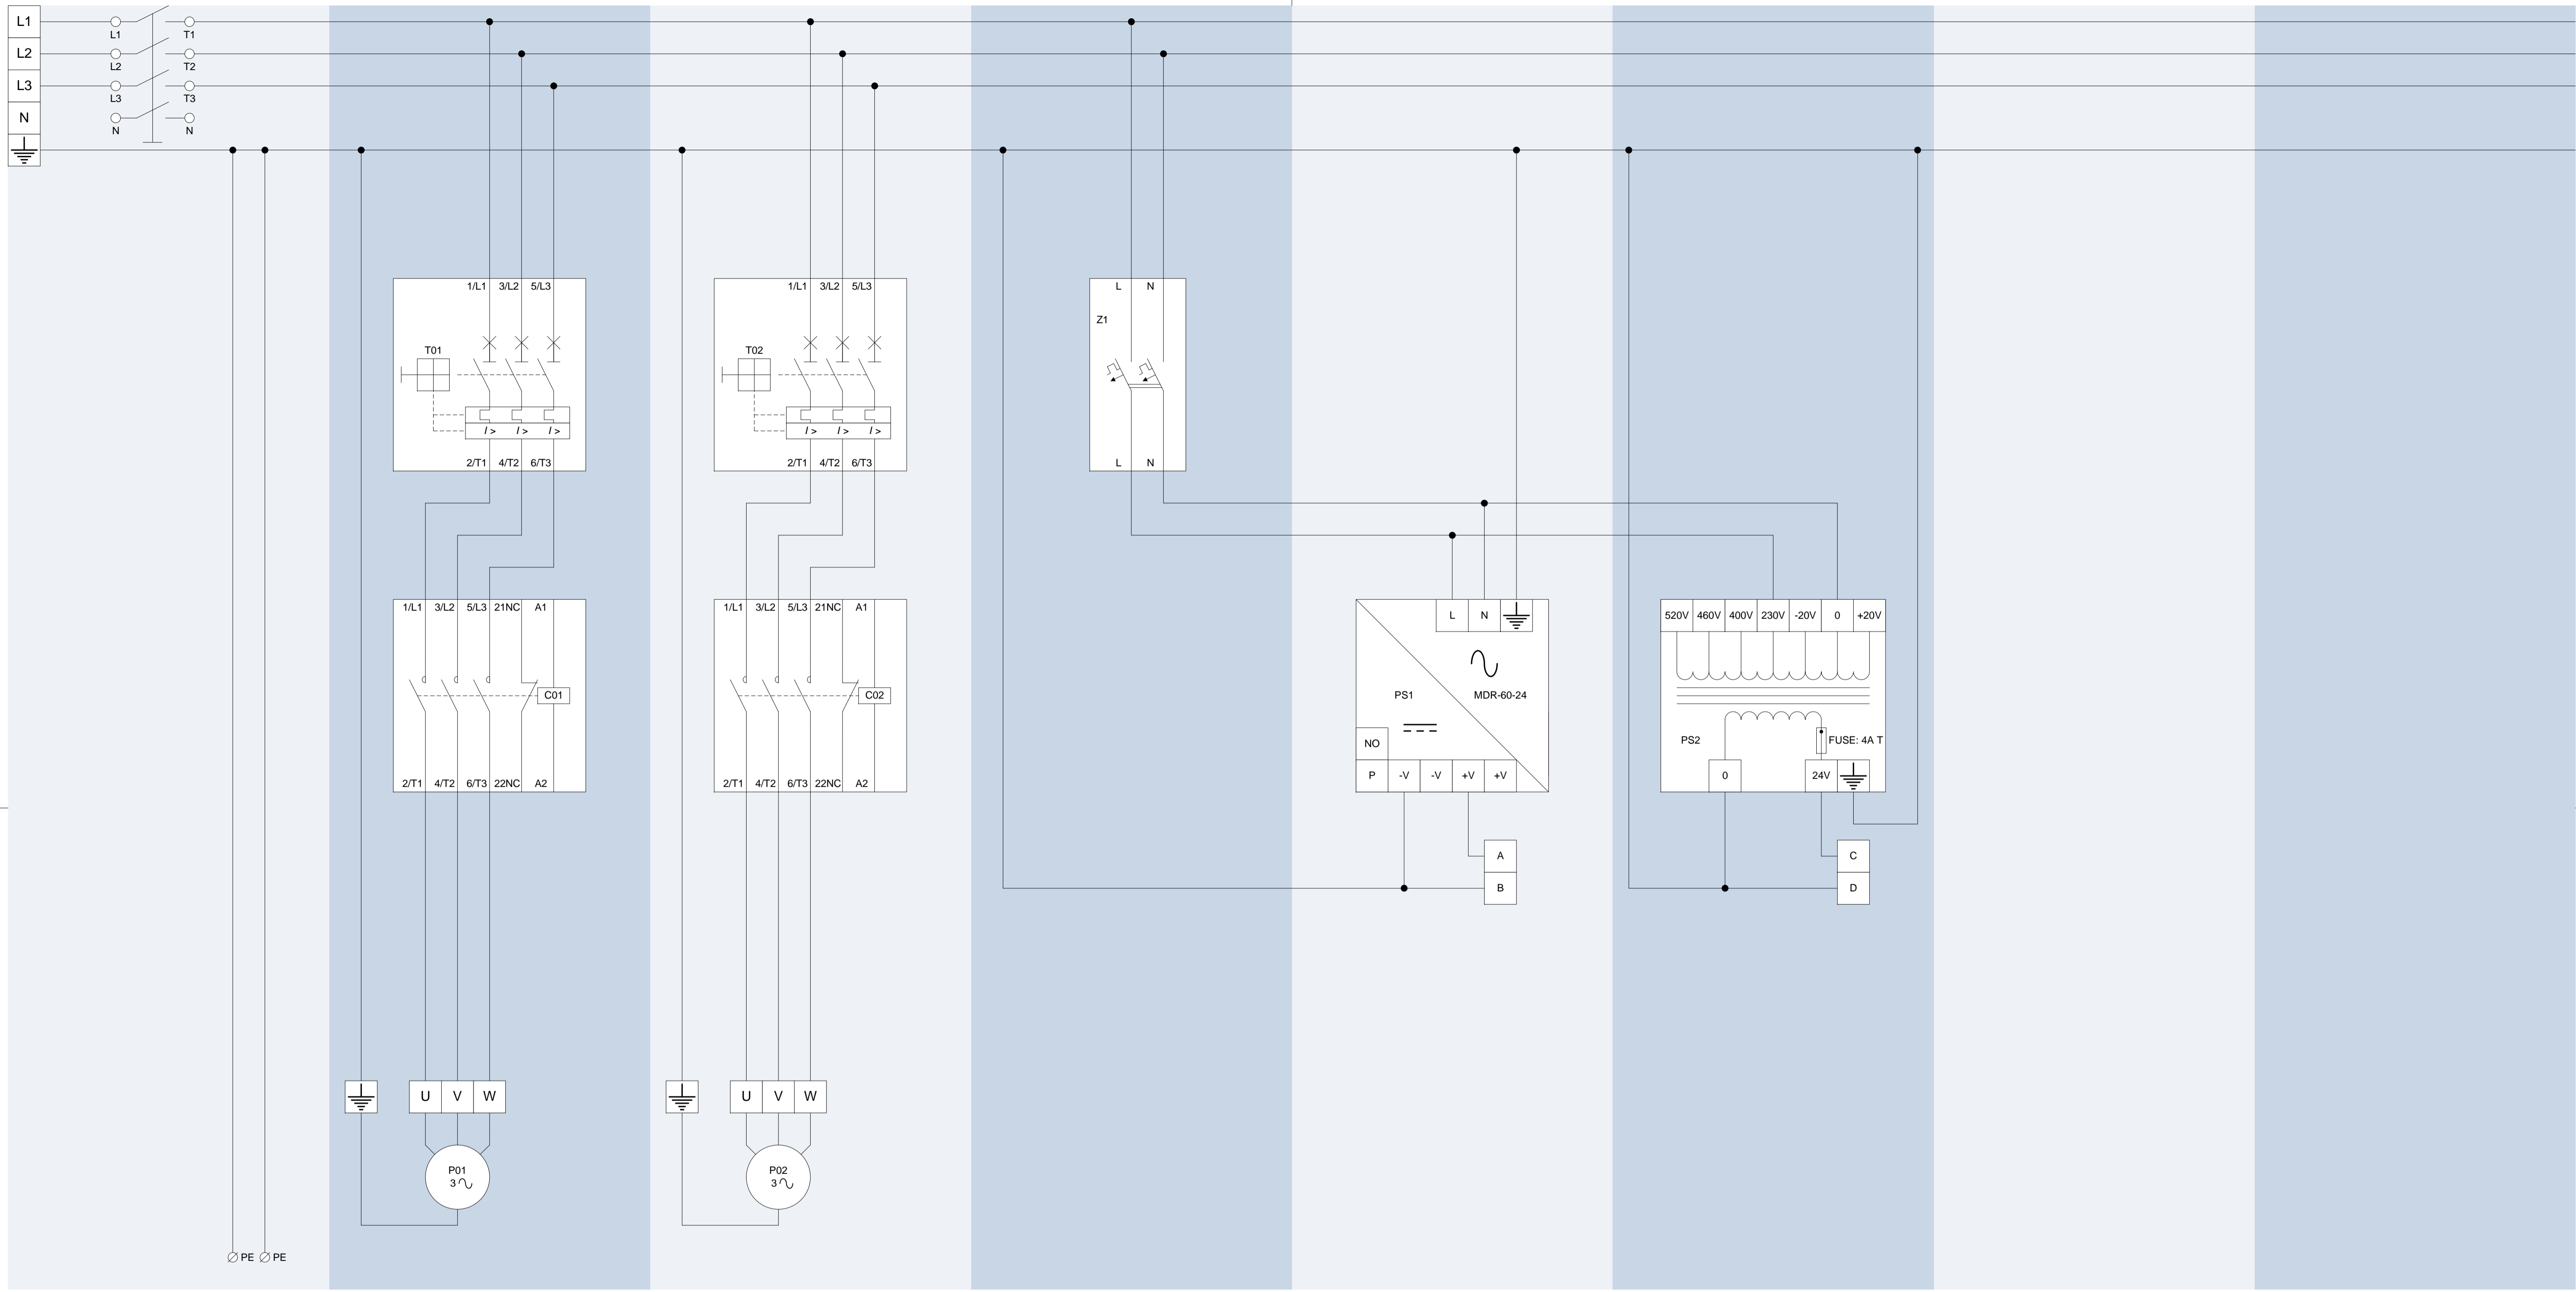 L1
L1 T1
L2
L2 T2
L3
L3 T3
N
N N
1/L1 3/L2 5/L3
1/L1 3/L2 5/L3
L N
Z1
T01
T02
I > I > I >
I > I > I >
2/T1 4/T2 6/T3
2/T1 4/T2 6/T3
L N
1/L1 3/L2 5/L3 21NC A1
1/L1 3/L2 5/L3 21NC A1
L N
520V 460V 400V 230V -20V 0 +20V
C01
C02
PS1 MDR-60-24
PS2 FUSE: 4A T
NO
P -V -V +V +V
0 24V
2/T1 4/T2 6/T3 22NC A2
2/T1 4/T2 6/T3 22NC A2
A
B
C
D
U V W
U V W
P01
3
P02
3
PE PE